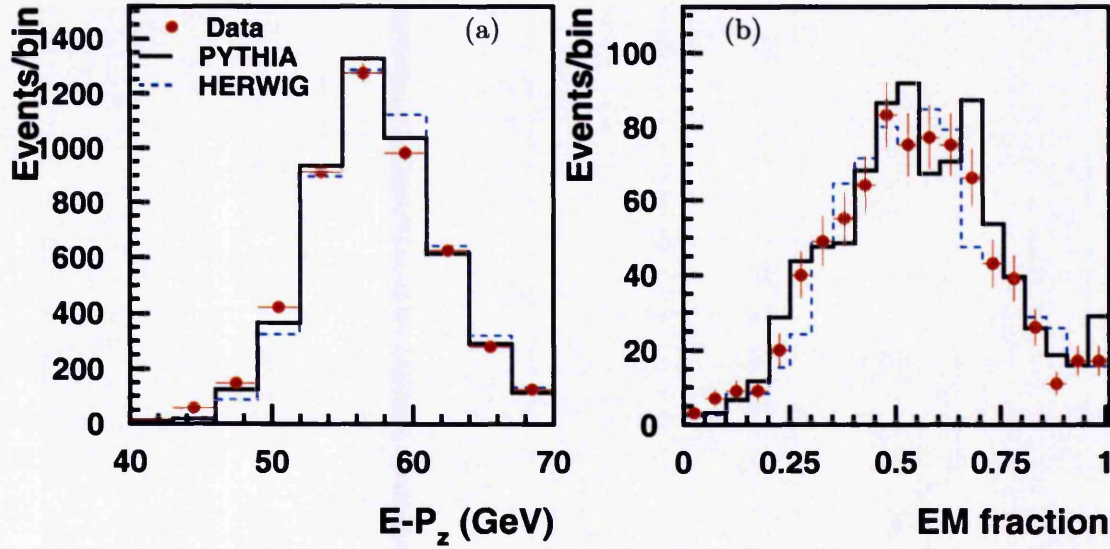 Events/bin
1400
1200
1000
800
600
400
200
0
40
50
60
70
E-P_z (GeV)
Data
PYTHIA
HERWIG
(a)
Events/bin
100
80
60
40
20
0
0
0.25
0.5
0.75
1
EM fraction
(b)